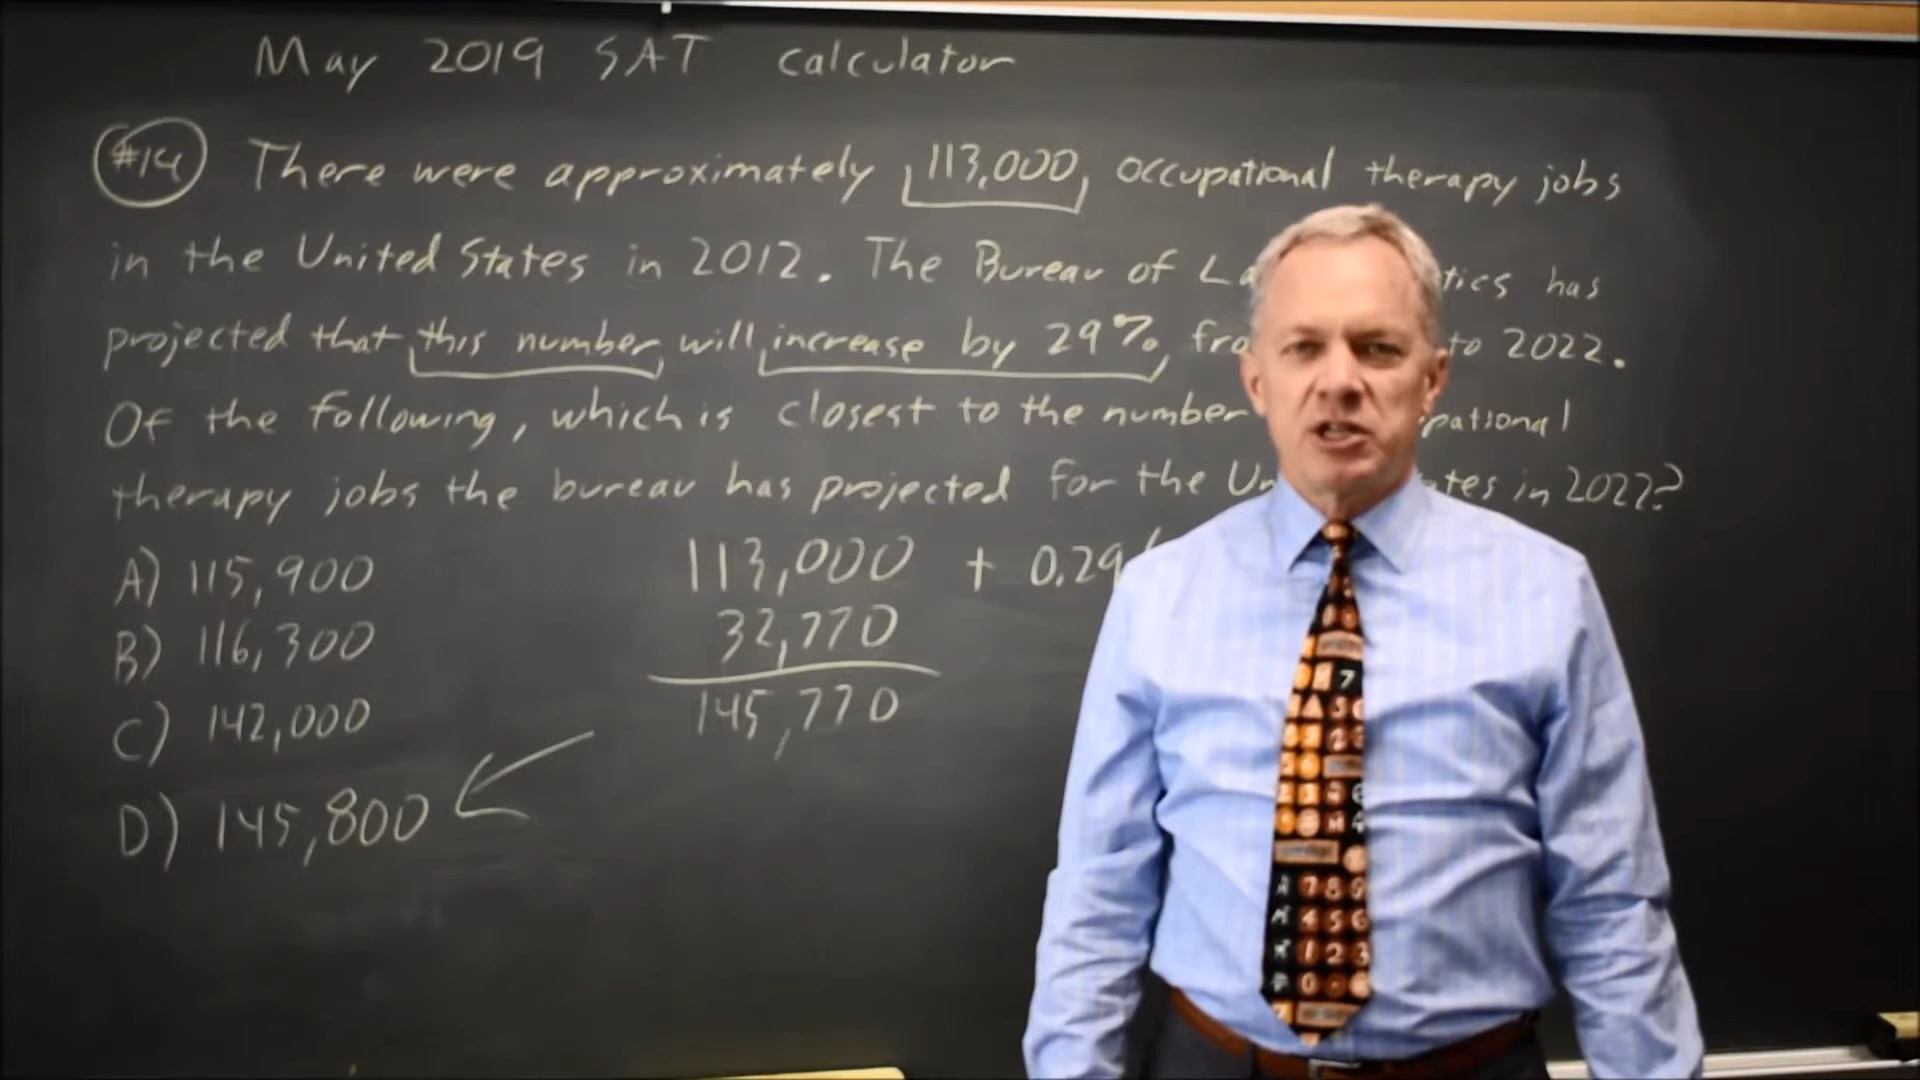 May 2019 SAT calculator
#14 There were approximately 113,000 occupational therapy jobs
in the United States in 2012. The Bureau of has
projected that this number will increase by 29% to 2022.
Of the following, which is closest to the number
therapy jobs the bureau has projected for the in 2022?
A) 115,900
B) 116,300
C) 142,000
D) 145,800
113,000 + 0.29
32,770
145,770